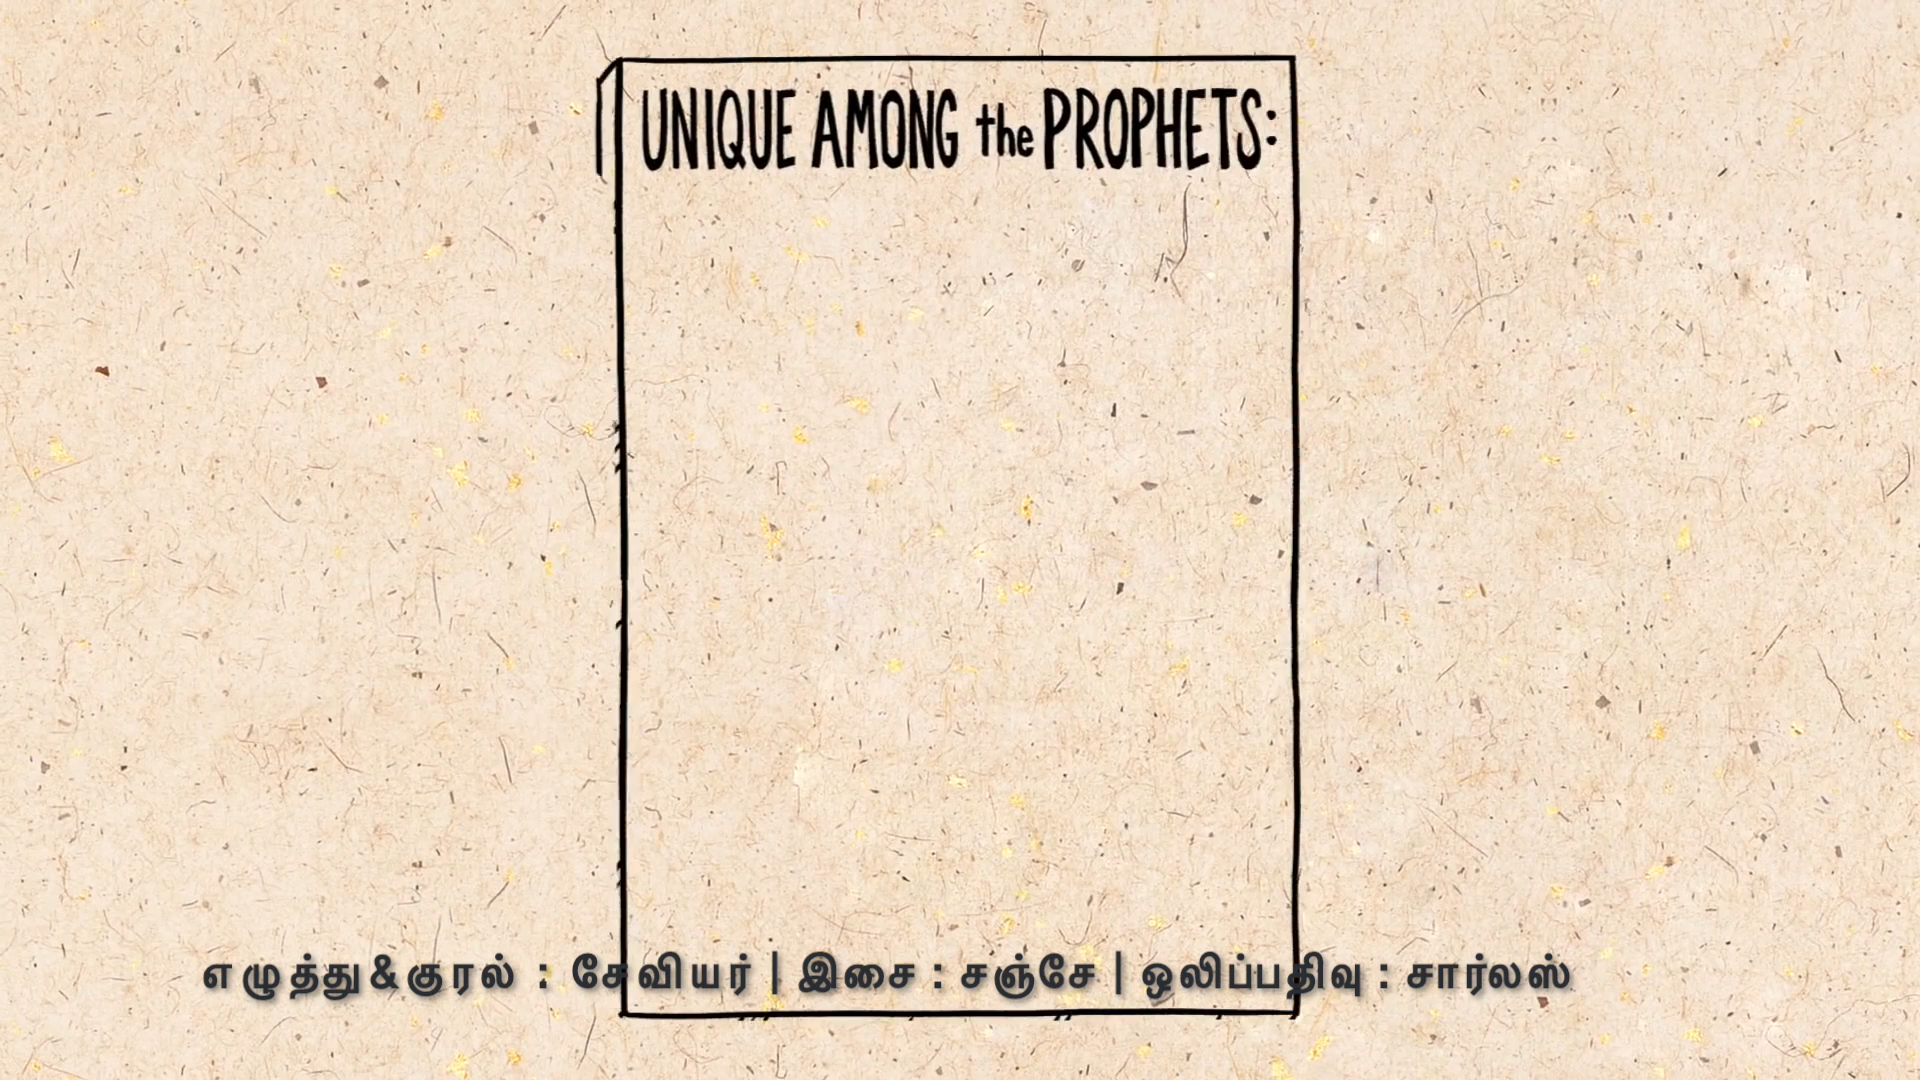 UNIQUE AMONG the PROPHETS:
எழுத்து&குரல் : சேவியர் | இசை : சஞ்சே | ஒலிப்பதிவு : சார்லஸ்